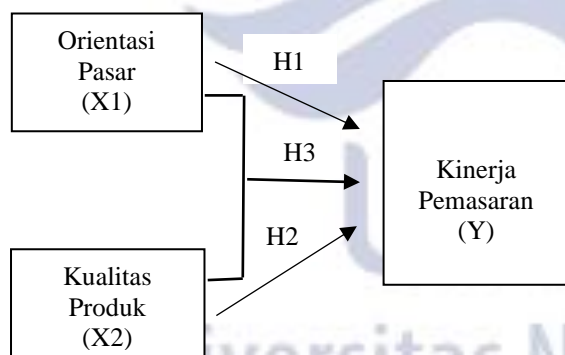 Orientasi
Pasar
(X1)
H1
H3
Kinerja
Pemasaran
(Y)
H2
Kualitas
Produk
(X2)